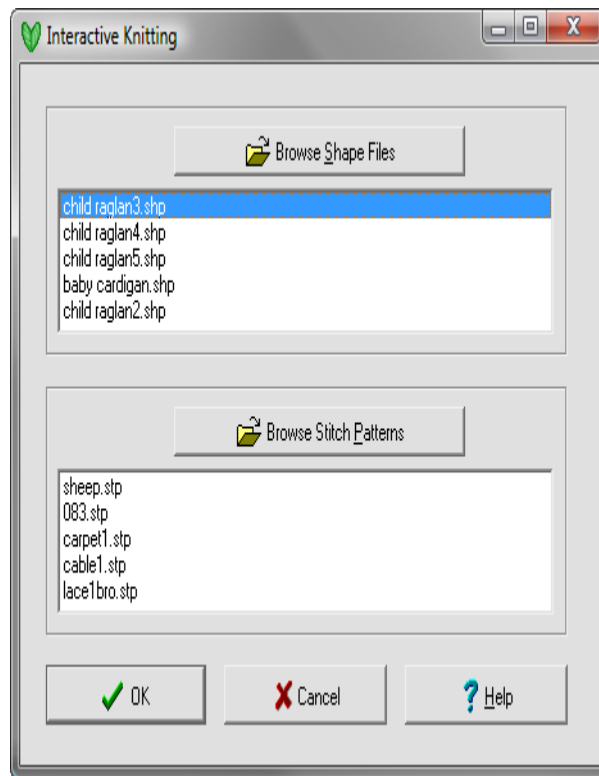 Interactive Knitting
Browse Shape Files
child raglan3.shp
child raglan4.shp
child raglan5.shp
baby cardigan.shp
child raglan2.shp
Browse Stitch Patterns
sheep.stp
083.stp
carpet1.stp
cable1.stp
lace1bro.stp
OK
Cancel
Help